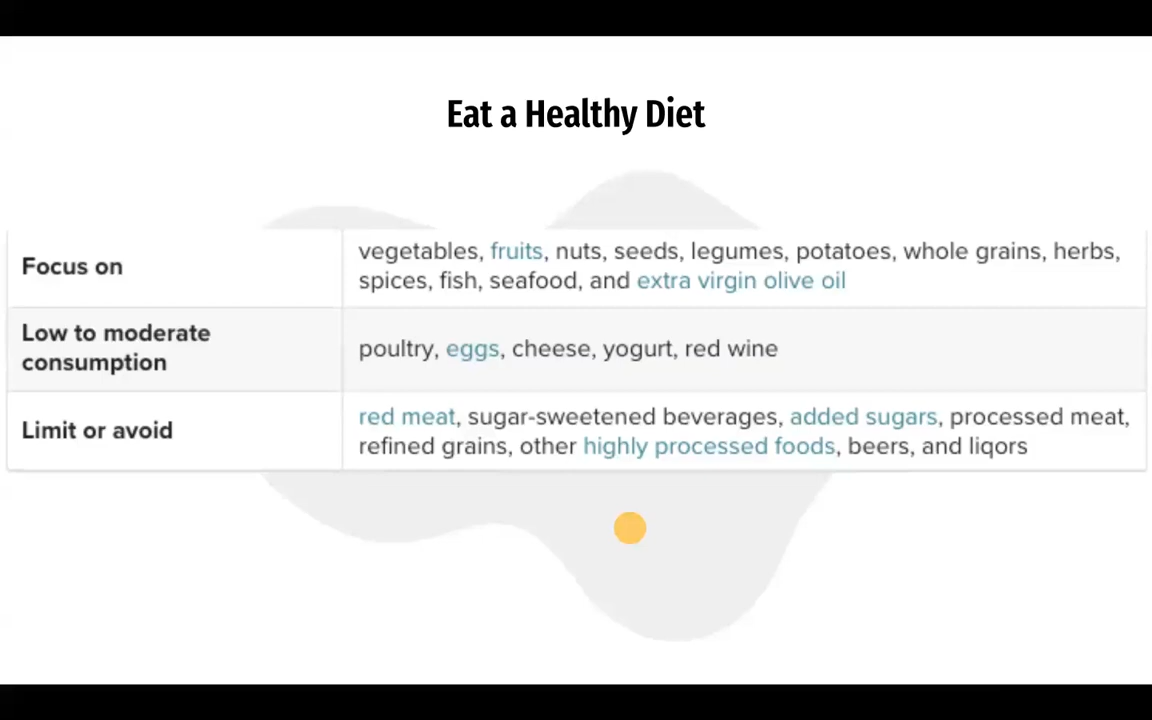 Eat a Healthy Diet
Focus on
vegetables, fruits, nuts, seeds, legumes, potatoes, whole grains, herbs,
spices, fish, seafood, and extra virgin olive oil
Low to moderate
consumption
poultry, eggs, cheese, yogurt, red wine
Limit or avoid
red meat, sugar-sweetened beverages, added sugars, processed meat,
refined grains, other highly processed foods, beers, and liqors